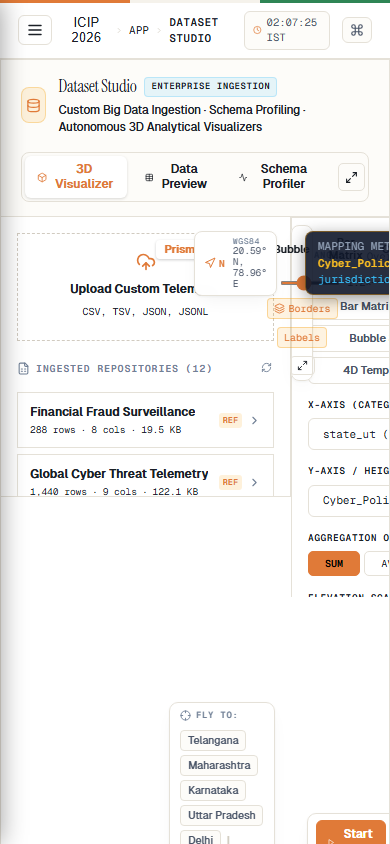 ICIP 2026 › APP › DATASET STUDIO
02:07:25 IST
Dataset Studio
ENTERPRISE INGESTION
Custom Big Data Ingestion · Schema Profiling ·
Autonomous 3D Analytical Visualizers
3D Visualizer
Data Preview
Schema Profiler
Prism
N
WGS84
20.59°
N,
78.96°
E
Bubble
MAPPING MET
Cyber_Polic
jurisdictic
Upload Custom Telem
CSV, TSV, JSON, JSONL
Borders
Bar Matri
Labels
Bubble
4D Temp
INGESTED REPOSITORIES (12)
Financial Fraud Surveillance
288 rows · 8 cols · 19.5 KB
REF
Global Cyber Threat Telemetry
1,440 rows · 9 cols · 122.1 KB
REF
X-AXIS (CATEG
state_ut (
Y-AXIS / HEIG
Cyber_Poli
AGGREGATION O
SUM
A
FLY TO:
Telangana
Maharashtra
Karnataka
Uttar Pradesh
Delhi
Start